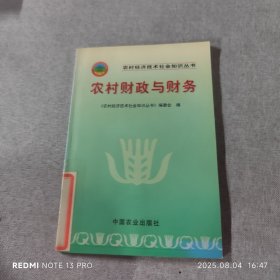 农村经济技术社会知识丛书
农村财政与财务
《农村经济技术社会知识丛书》编委会 编
中国农业出版社
REDMI NOTE 13 PRO
2025.08.04 16:47